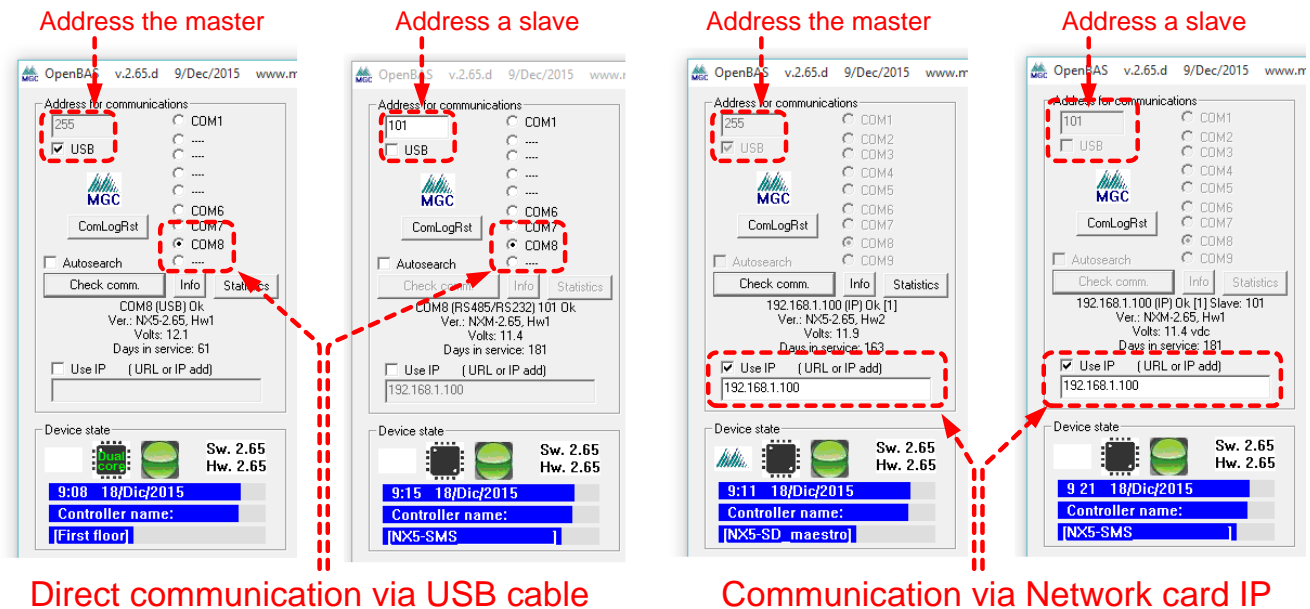 Address the master
OpenBAS v.2.65.d 9/Dec/2015 www.m
Address for communications
255
USB
COM1
----
----
----
COM6
COM7
COM8
----
MGC
ComLogRst
Autosearch
Check comm.
Info
Statistics
COM8 (USB) Ok
Ver.: NX5-2.65, Hw1
Volts: 12.1
Days in service: 61
Use IP ( URL or IP add)
Device state
Dual core
Sw. 2.65
Hw. 2.65
9:08 18/Dic/2015
Controller name:
[First floor]
Address a slave
OpenBAS v.2.65.d 9/Dec/2015 www.
Address for communications
101
USB
COM1
----
----
----
COM6
COM7
COM8
----
MGC
ComLogRst
Autosearch
Check comm.
Info
Statistics
COM8 (RS485/RS232) 101 Ok
Ver.: NXM-2.65, Hw1
Volts: 11.4
Days in service: 181
Use IP ( URL or IP add)
192.168.1.100
Device state
Sw. 2.65
Hw. 2.65
9:15 18/Dic/2015
Controller name:
[NX5-SMS ]
Direct communication via USB cable
Address the master
OpenBAS v.2.65.d 9/Dec/2015 www.m
Address for communications
255
USB
COM1
COM2
COM3
COM4
COM5
COM6
COM7
COM8
COM9
MGC
ComLogRst
Autosearch
Check comm.
Info
Statistics
192.168.1.100 (IP) Ok [1]
Ver.: NX5-2.65, Hw2
Volts: 11.9
Days in service: 163
Use IP ( URL or IP add)
192.168.1.100
Device state
Sw. 2.65
Hw. 2.65
9:11 18/Dic/2015
Controller name:
[NX5-SD_maestro]
Address a slave
OpenBAS v.2.65.d 9/Dec/2015 www.m
Address for communications
101
USB
COM1
COM2
COM3
COM4
COM5
COM6
COM7
COM8
COM9
MGC
ComLogRst
Autosearch
Check comm.
Info
Statistics
192.168.1.100 (IP) Ok [1] Slave: 101
Ver.: NXM-2.65, Hw1
Volts: 11.4 vdc
Days in service: 181
Use IP ( URL or IP add)
192.168.1.100
Device state
Sw. 2.65
Hw. 2.65
9 21 18/Dic/2015
Controller name:
[NX5-SMS ]
Communication via Network card IP